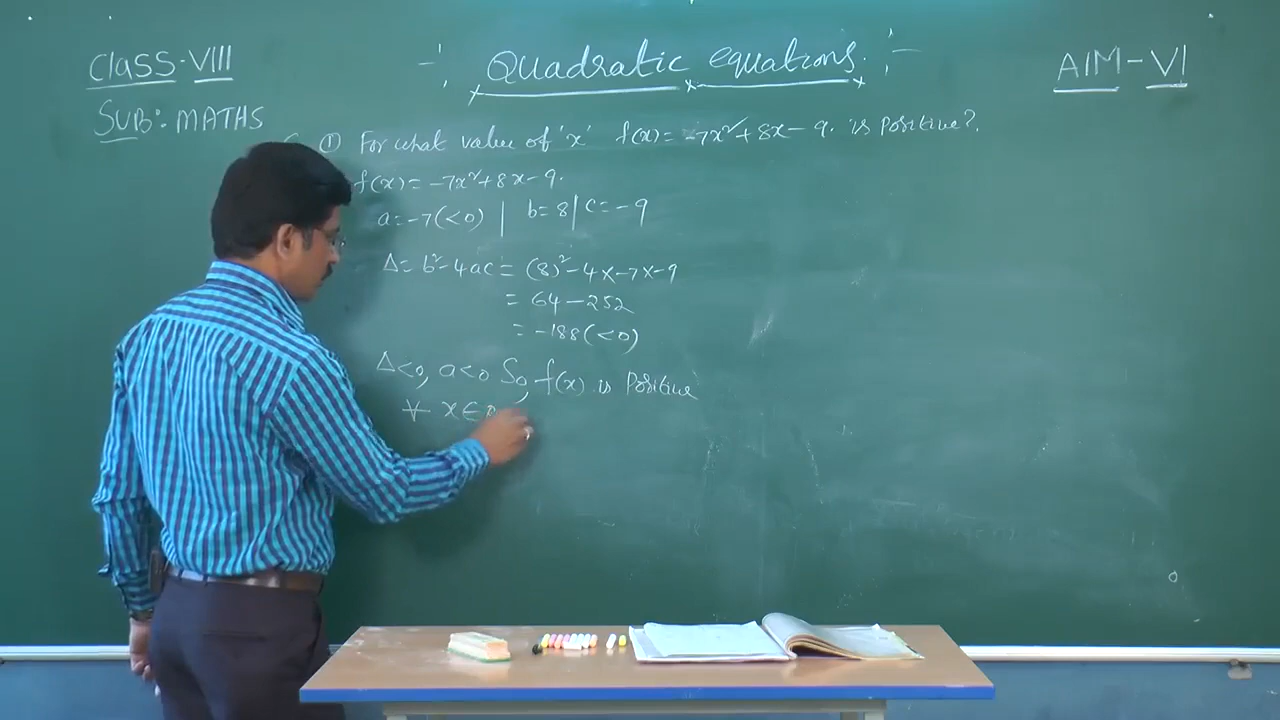 Class-VIII
Quadratic equations.
AIM-VI
SUB: MATHS
① For what value of 'x' f(x) = -7x²+8x-9. is Positive?
f(x) = -7x²+8x-9.
a=-7(<0) | b=8 | c=-9
Δ = b²-4ac = (8)²-4x-7x-9
= 64-252
= -188(<0)
Δ<0, a<0 So, f(x) is Positive
∀ x∈